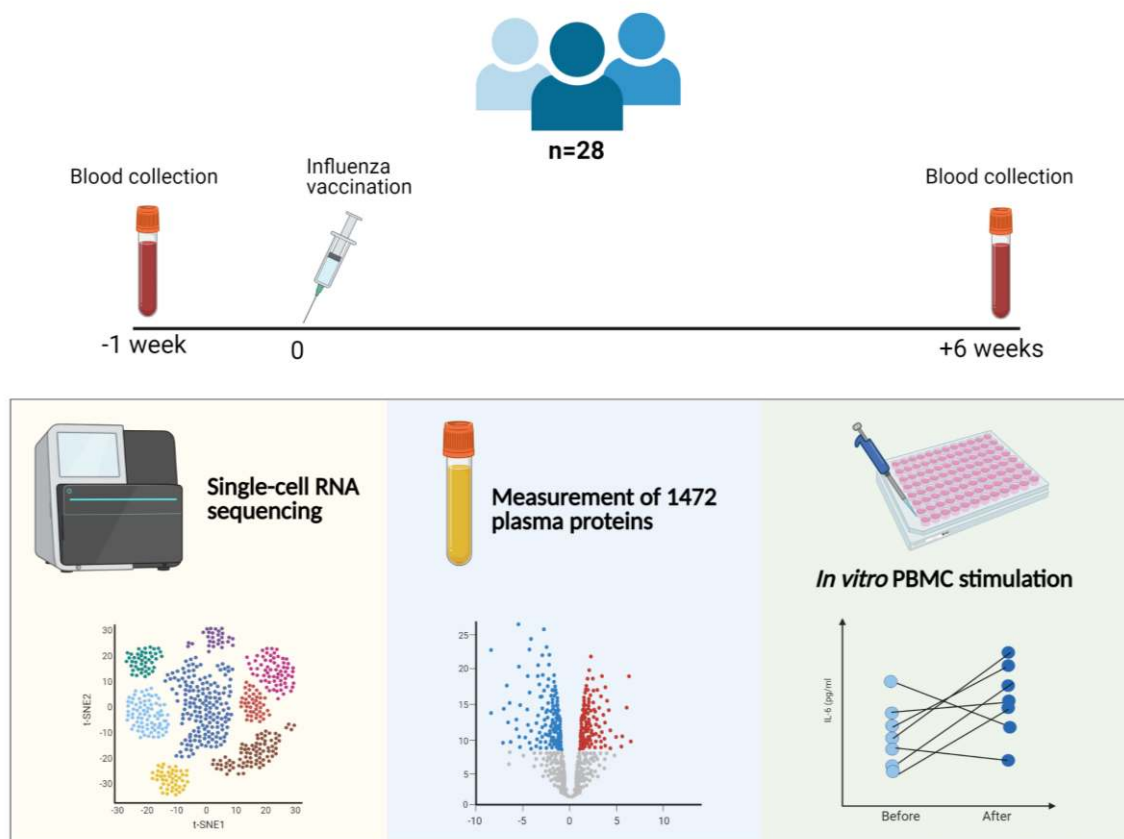 n=28
Blood collection
Influenza
vaccination
Blood collection
-1 week
0
+6 weeks
Single-cell RNA
sequencing
Measurement of 1472
plasma proteins
In vitro PBMC stimulation
30
20
10
0
-10
-20
-30
t-SNE2
-30
-20
-10
0
10
20
30
t-SNE1
25
20
15
10
5
0
-10
-5
0
5
10
IL-6 (pg/ml
Before
After